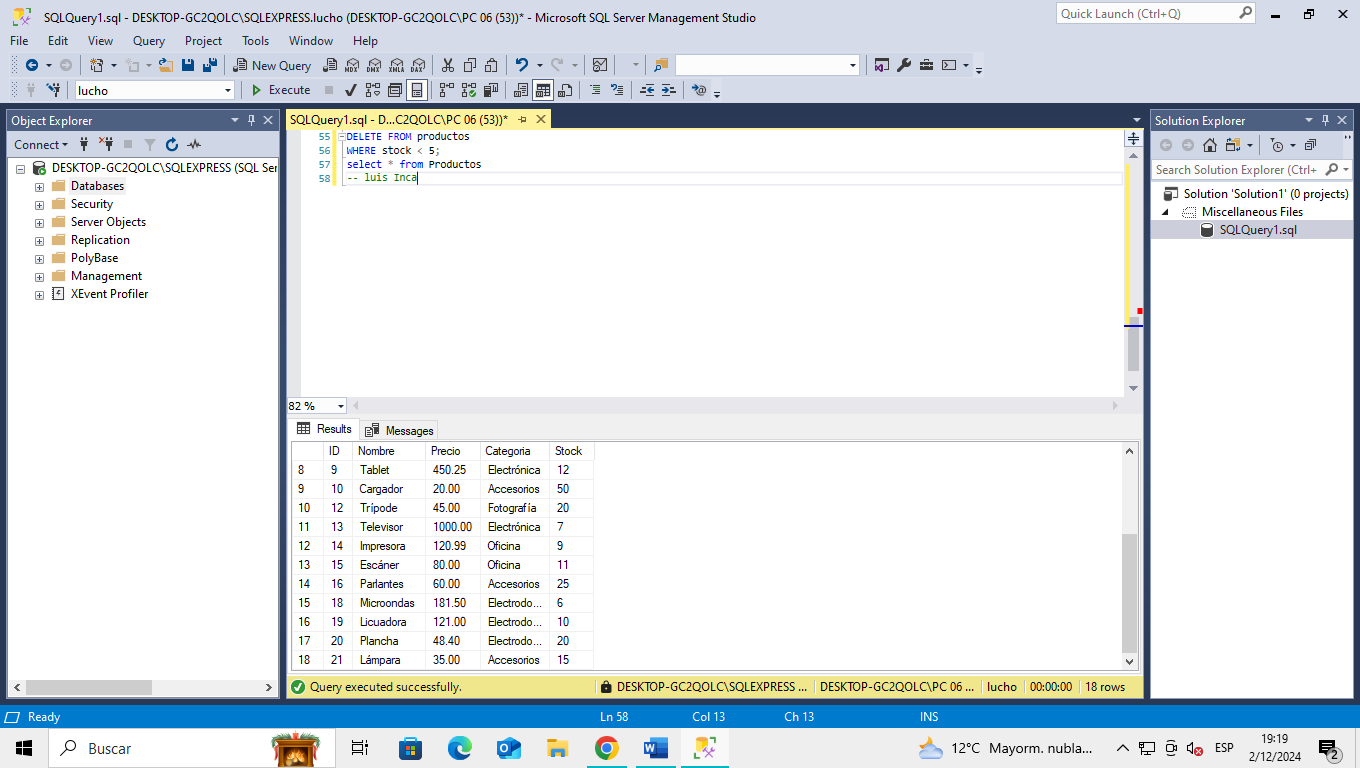 SQLQuery1.sql - DESKTOP-GC2QOLC\SQLEXPRESS.lucho (DESKTOP-GC2QOLC\PC 06 (53))* - Microsoft SQL Server Management Studio
Quick Launch (Ctrl+Q)
File Edit View Query Project Tools Window Help
New Query MDX DMX XMLA DAX
lucho Execute
Object Explorer
Connect
DESKTOP-GC2QOLC\SQLEXPRESS (SQL Ser
Databases
Security
Server Objects
Replication
PolyBase
Management
XEvent Profiler
SQLQuery1.sql - D...C2QOLC\PC 06 (53))*
55 DELETE FROM productos
56 WHERE stock < 5;
57 select * from Productos
58 -- luis Inca
82 %
Results Messages
ID Nombre Precio Categoria Stock
8 9 Tablet 450.25 Electrónica 12
9 10 Cargador 20.00 Accesorios 50
10 12 Trípode 45.00 Fotografía 20
11 13 Televisor 1000.00 Electrónica 7
12 14 Impresora 120.99 Oficina 9
13 15 Escáner 80.00 Oficina 11
14 16 Parlantes 60.00 Accesorios 25
15 18 Microondas 181.50 Electrodo... 6
16 19 Licuadora 121.00 Electrodo... 10
17 20 Plancha 48.40 Electrodo... 20
18 21 Lámpara 35.00 Accesorios 15
Query executed successfully. DESKTOP-GC2QOLC\SQLEXPRESS ... DESKTOP-GC2QOLC\PC 06 ... lucho 00:00:00 18 rows
Solution Explorer
Search Solution Explorer (Ctrl+
Solution 'Solution1' (0 projects)
Miscellaneous Files
SQLQuery1.sql
Ready Ln 58 Col 13 Ch 13 INS
Buscar
12°C Mayorm. nubla...
ESP
19:19
2/12/2024
2